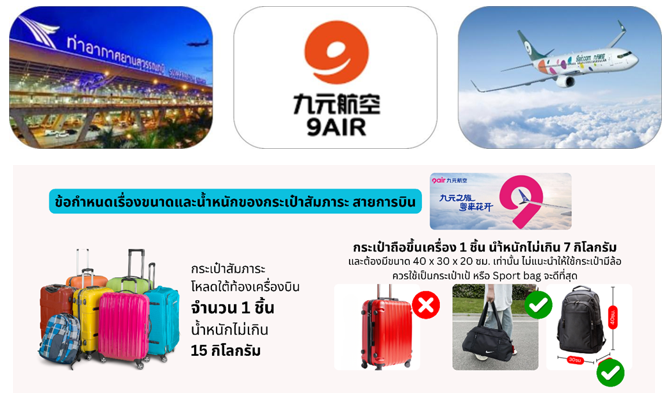 ท่าอากาศยานสุวรรณภูมิ
九元航空
9AIR
ข้อกำหนดเรื่องขนาดและน้ำหนักของกระเป๋าสัมภาระ สายการบิน
9air 九元航空
九元之旅
粤来花开
กระเป๋าสัมภาระ
โหลดใต้ท้องเครื่องบิน
จำนวน 1 ชิ้น
น้ำหนักไม่เกิน
15 กิโลกรัม
กระเป๋าถือขึ้นเครื่อง 1 ชิ้น น้ำหนักไม่เกิน 7 กิโลกรัม
และต้องมีขนาด 40 x 30 x 20 ซม. เท่านั้น ไม่แนะนำให้ใช้กระเป๋ามีล้อ
ควรใช้เป็นกระเป๋าเป้ หรือ Sport bag จะดีที่สุด